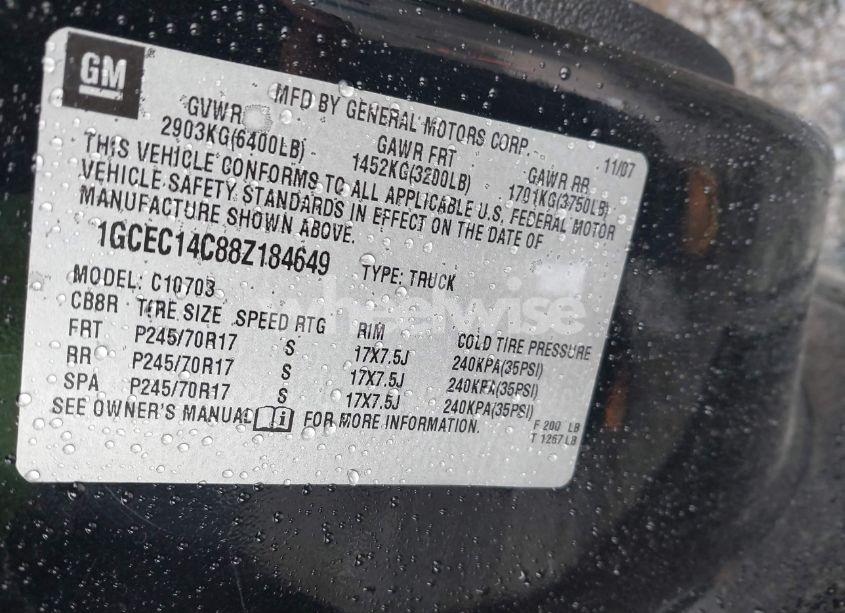 GM
MFD BY GENERAL MOTORS CORP. 11/07
GVWR GAWR FRT GAWR RR
2903KG(6400LB) 1452KG(3200LB) 1701KG(3750LB)
THIS VEHICLE CONFORMS TO ALL APPLICABLE U.S. FEDERAL MOTOR
VEHICLE SAFETY STANDARDS IN EFFECT ON THE DATE OF
MANUFACTURE SHOWN ABOVE.
1GCEC14C88Z184649 TYPE: TRUCK
MODEL: C10703
CB8R TIRE SIZE SPEED RTG RIM COLD TIRE PRESSURE
FRT P245/70R17 S 17X7.5J 240KPA(35PSI)
RR P245/70R17 S 17X7.5J 240KPA(35PSI)
SPA P245/70R17 S 17X7.5J 240KPA(35PSI)
SEE OWNER'S MANUAL FOR MORE INFORMATION.
F 200 LB
T 1267 LB
wheelwise